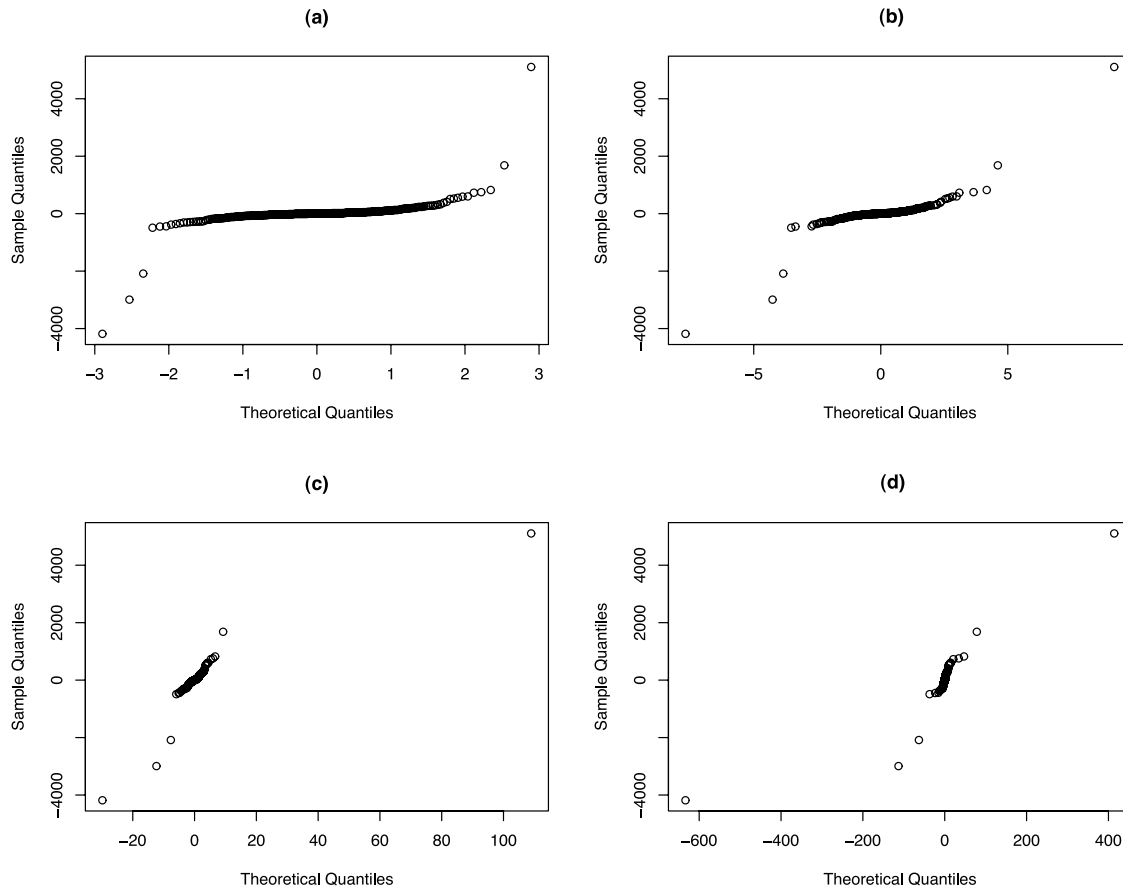 (a)
Sample Quantiles
4000
2000
0
−4000
−3 −2 −1 0 1 2 3
Theoretical Quantiles
(b)
Sample Quantiles
4000
2000
0
−4000
−5 0 5
Theoretical Quantiles
(c)
Sample Quantiles
4000
2000
0
−4000
−20 0 20 40 60 80 100
Theoretical Quantiles
(d)
Sample Quantiles
4000
2000
0
−4000
−600 −400 −200 0 200 400
Theoretical Quantiles